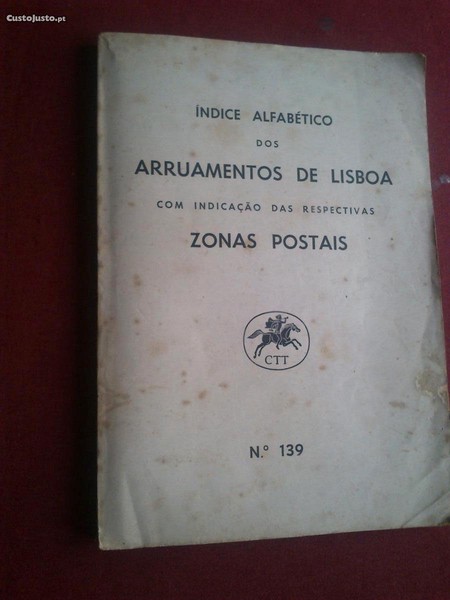 CustoJusto.pt
ÍNDICE ALFABÉTICO
DOS
ARRUAMENTOS DE LISBOA
COM INDICAÇÃO DAS RESPECTIVAS
ZONAS POSTAIS
CTT
N.º 139